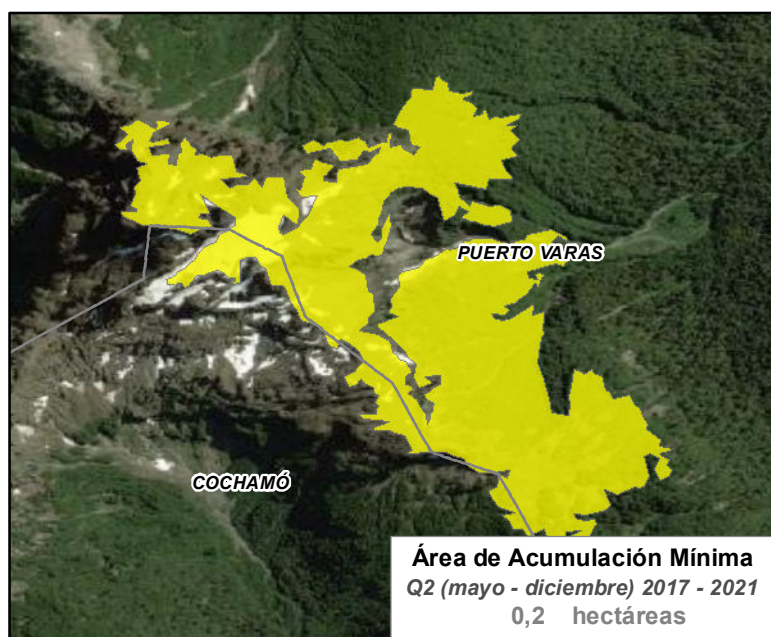 PUERTO VARAS
COCHAMÓ
Área de Acumulación Mínima
Q2 (mayo - diciembre) 2017 - 2021
0,2 hectáreas